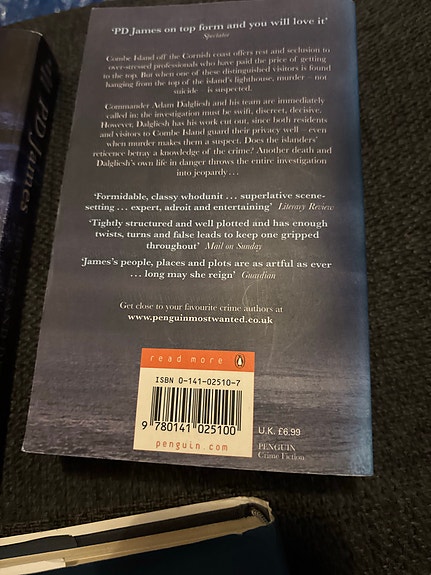 'PD James on top form and you will love it'
Spectator
Combe Island off the Cornish coast offers rest and seclusion to
over-stressed professionals who have paid the price of getting
to the top. But when one of these distinguished visitors is found
hanging from the top of the island's lighthouse, murder – not
suicide – is suspected.
Commander Adam Dalgliesh and his team are immediately
called in: the investigation must be swift, discreet, decisive.
However, Dalgliesh has his work cut out, since both residents
and visitors to Combe Island guard their privacy well – even
when murder makes them a suspect. Does the islanders'
reticence betray a knowledge of the crime? Another death and
Dalgliesh's own life in danger throws the entire investigation
into jeopardy . . .
'Formidable, classy whodunit . . . superlative scene-
setting . . . expert, adroit and entertaining' Literary Review
'Tightly structured and well plotted and has enough
twists, turns and false leads to keep one gripped
throughout' Mail on Sunday
'James's people, places and plots are as artful as ever
. . . long may she reign' Guardian
Get close to your favourite crime authors at
www.penguinmostwanted.co.uk
read more
ISBN 0-141-02510-7
9 780141 025100
penguin.com
U.K. £6.99
PENGUIN
Crime Fiction
P.D. James